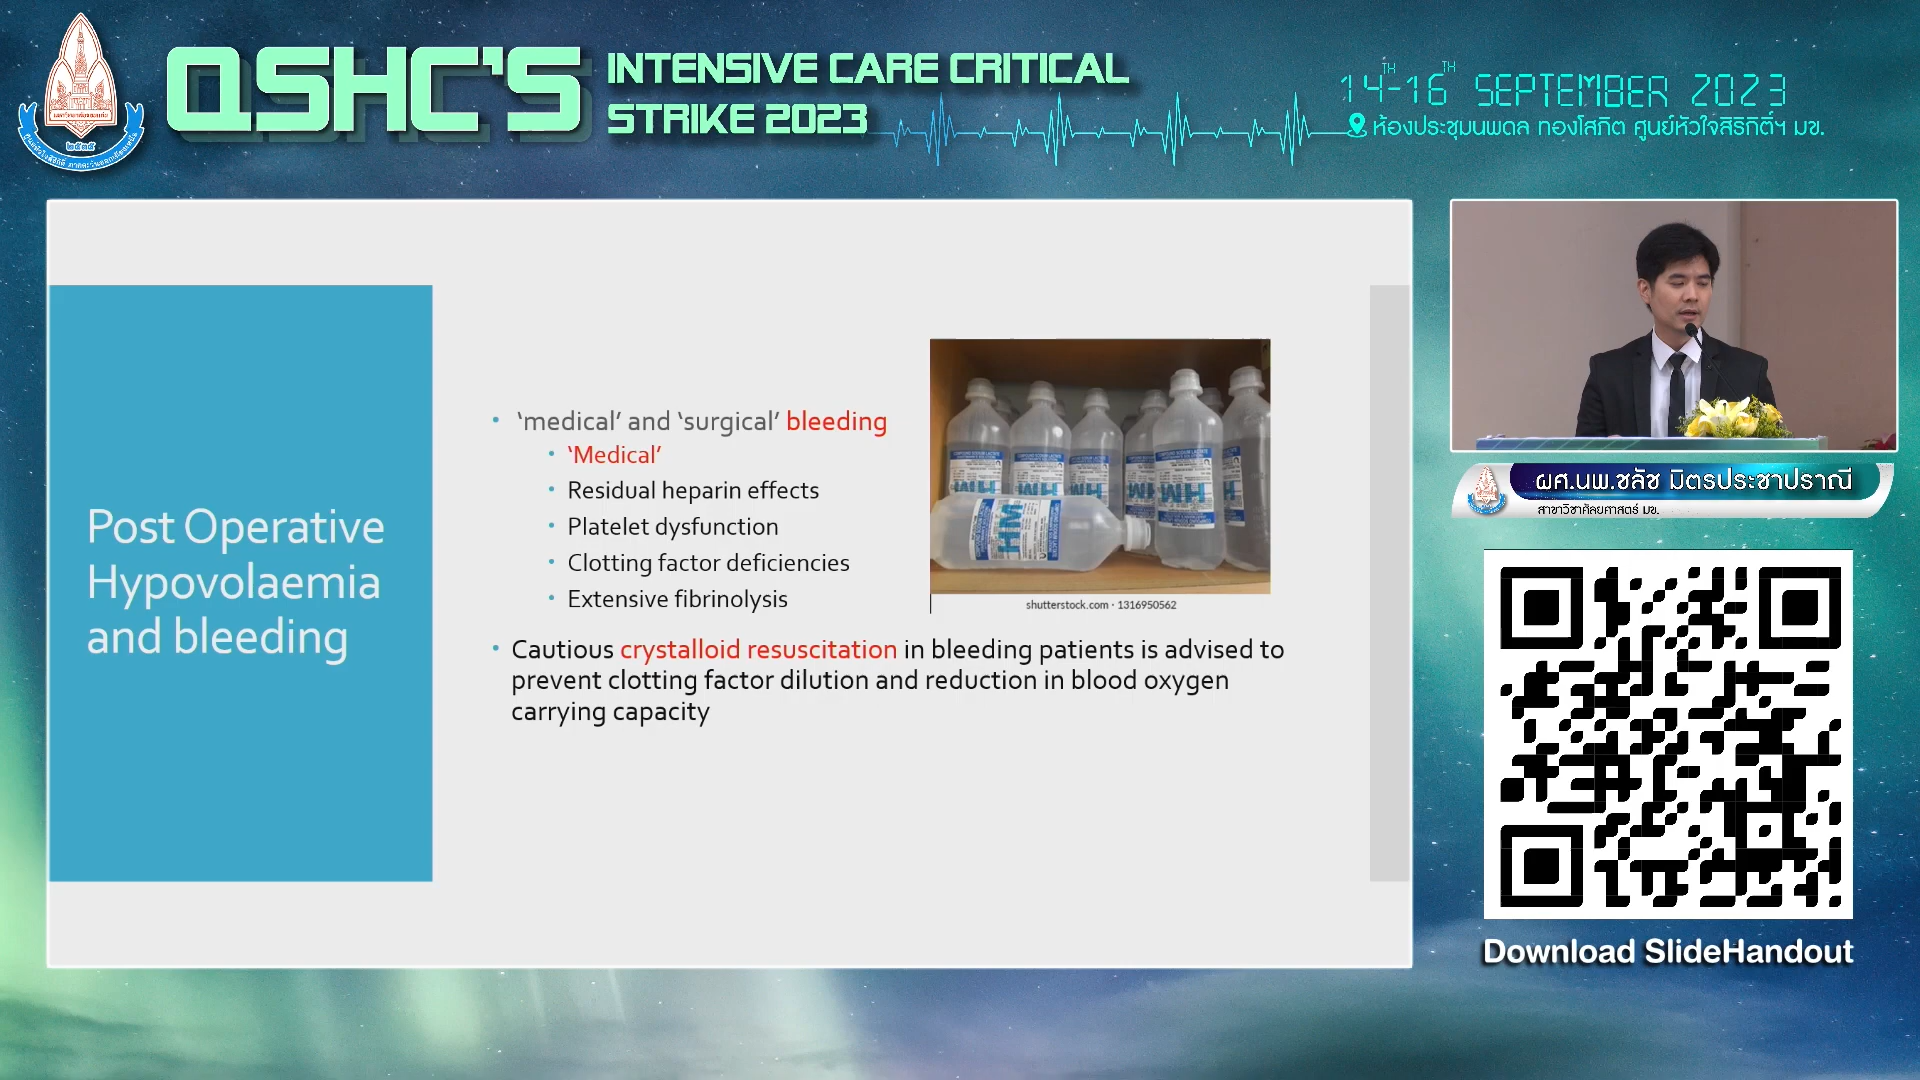 QSHC'S
INTENSIVE CARE CRITICAL
STRIKE 2023
14TH-16TH SEPTEMBER 2023
ห้องประชุมนพดล ทองโสภิต ศูนย์หัวใจสิริกิติ์ฯ มข.
Post Operative
Hypovolaemia
and bleeding
• 'medical' and 'surgical' bleeding
• 'Medical'
• Residual heparin effects
• Platelet dysfunction
• Clotting factor deficiencies
• Extensive fibrinolysis
HM
shutterstock.com · 1316950562
• Cautious crystalloid resuscitation in bleeding patients is advised to
prevent clotting factor dilution and reduction in blood oxygen
carrying capacity
ผศ.นพ.ชลัช มิตรประชาปราณี
สาขาวิชาศัลยศาสตร์ มข.
Download SlideHandout